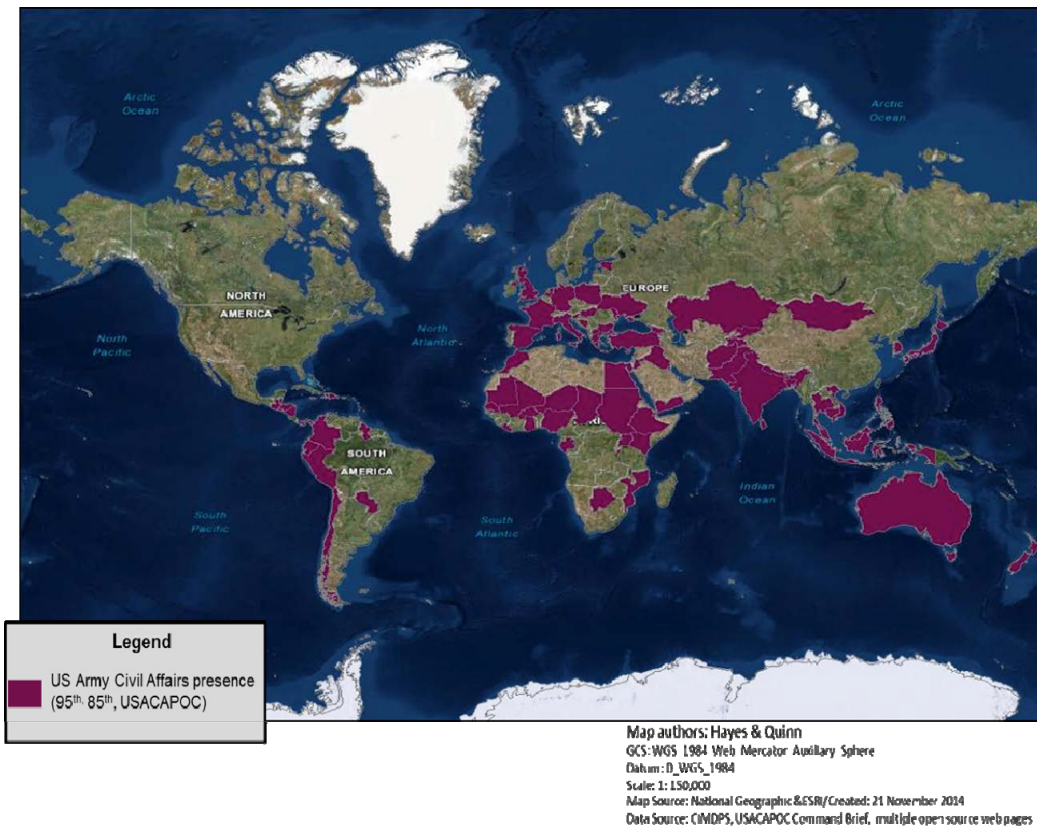 Arctic
Ocean
Arctic
Ocean
NORTH
AMERICA
EUROPE
North
Pacific
North
Atlantic
SOUTH
AMERICA
Indian
Ocean
South
Pacific
South
Atlantic
Legend
US Army Civil Affairs presence
(95th, 85th, USACAPOC)
Map authors: Hayes & Quinn
GCS: WGS 1984 Web Mercator Auxillary Sphere
Datum: D_WGS_1984
Scale: 1: 150,000
Map Source: National Geographic & ESRI/ Created: 21 November 2014
Data Source: CIMDPS, USACAPOC Command Brief, multiple open source web pages